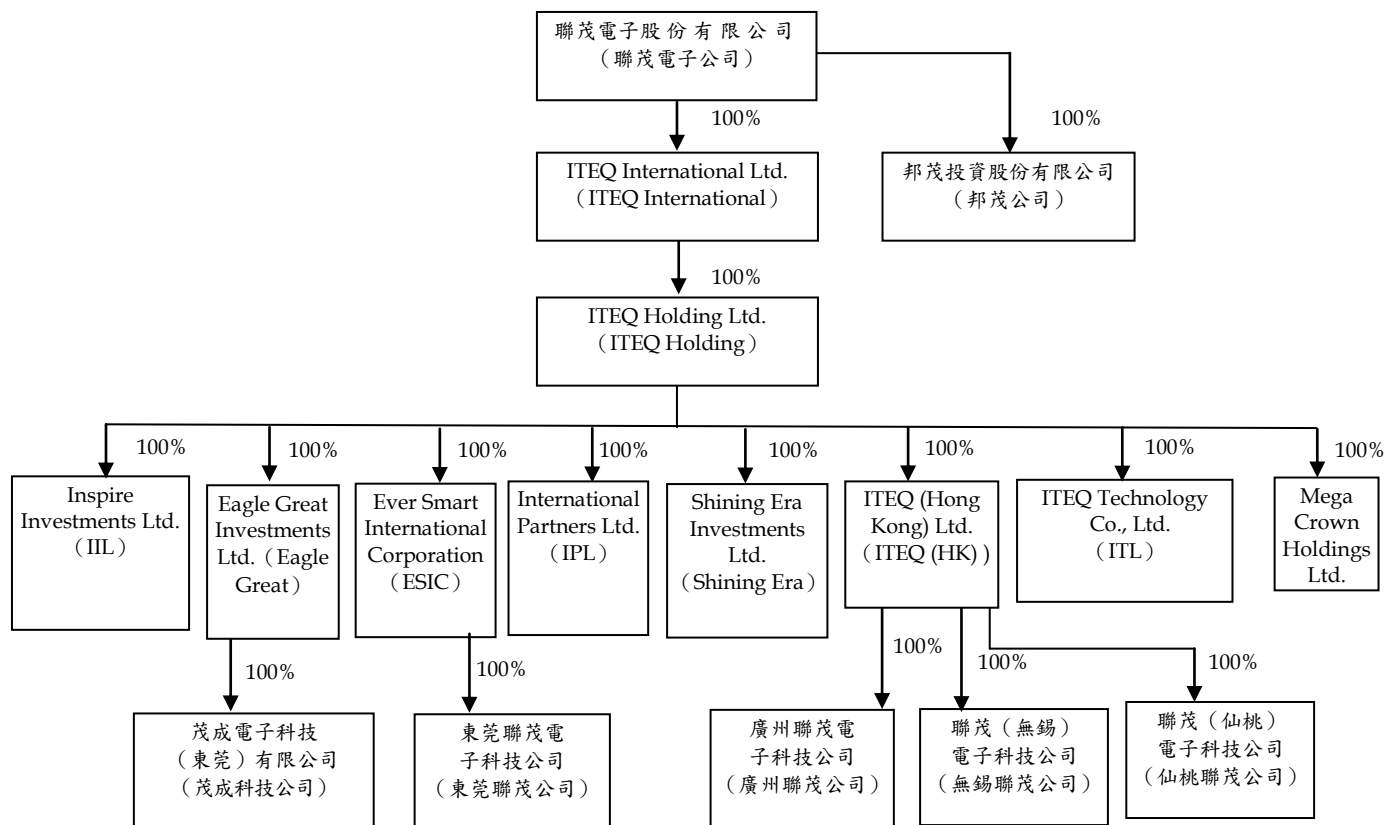 聯茂電子股份有限公司
（聯茂電子公司）
100%
100%
ITEQ International Ltd.
（ITEQ International）
邦茂投資股份有限公司
（邦茂公司）
100%
ITEQ Holding Ltd.
（ITEQ Holding）
100%
100%
100%
100%
100%
100%
100%
100%
Inspire
Investments Ltd.
（IIL）
Eagle Great
Investments
Ltd.（Eagle
Great）
Ever Smart
International
Corporation
（ESIC）
International
Partners Ltd.
（IPL）
Shining Era
Investments
Ltd.
（Shining Era）
ITEQ (Hong
Kong) Ltd.
（ITEQ (HK)）
ITEQ Technology
Co., Ltd.
（ITL）
Mega
Crown
Holdings
Ltd.
100%
100%
100%
100%
100%
茂成電子科技
（東莞）有限公司
（茂成科技公司）
東莞聯茂電
子科技公司
（東莞聯茂公司）
廣州聯茂電
子科技公司
（廣州聯茂公司）
聯茂（無錫）
電子科技公司
（無錫聯茂公司）
聯茂（仙桃）
電子科技公司
（仙桃聯茂公司）